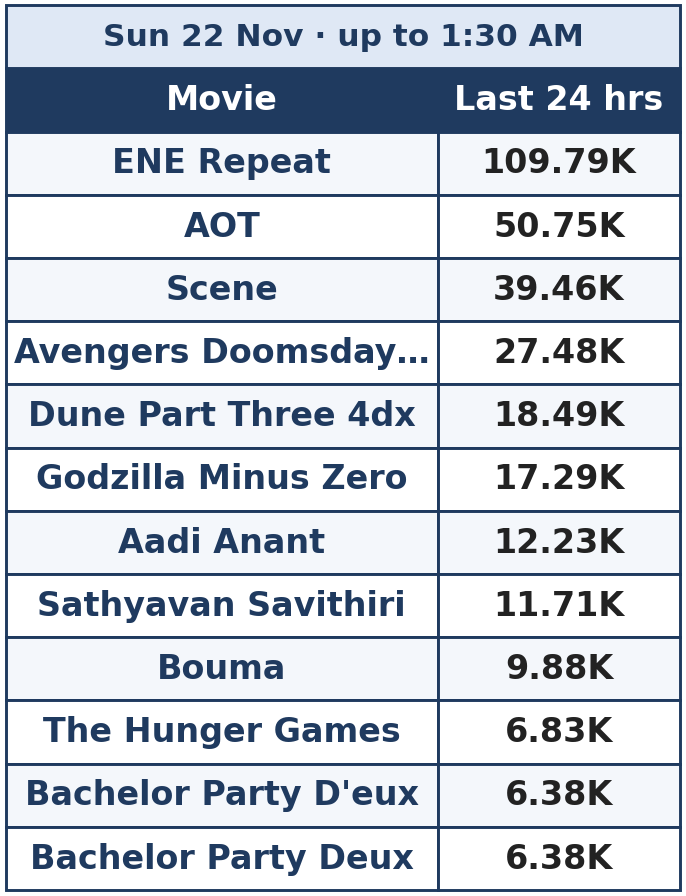 Sun 22 Nov · up to 1:30 AM
Movie Last 24 hrs
ENE Repeat 109.79K
AOT 50.75K
Scene 39.46K
Avengers Doomsday... 27.48K
Dune Part Three 4dx 18.49K
Godzilla Minus Zero 17.29K
Aadi Anant 12.23K
Sathyavan Savithiri 11.71K
Bouma 9.88K
The Hunger Games 6.83K
Bachelor Party D'eux 6.38K
Bachelor Party Deux 6.38K